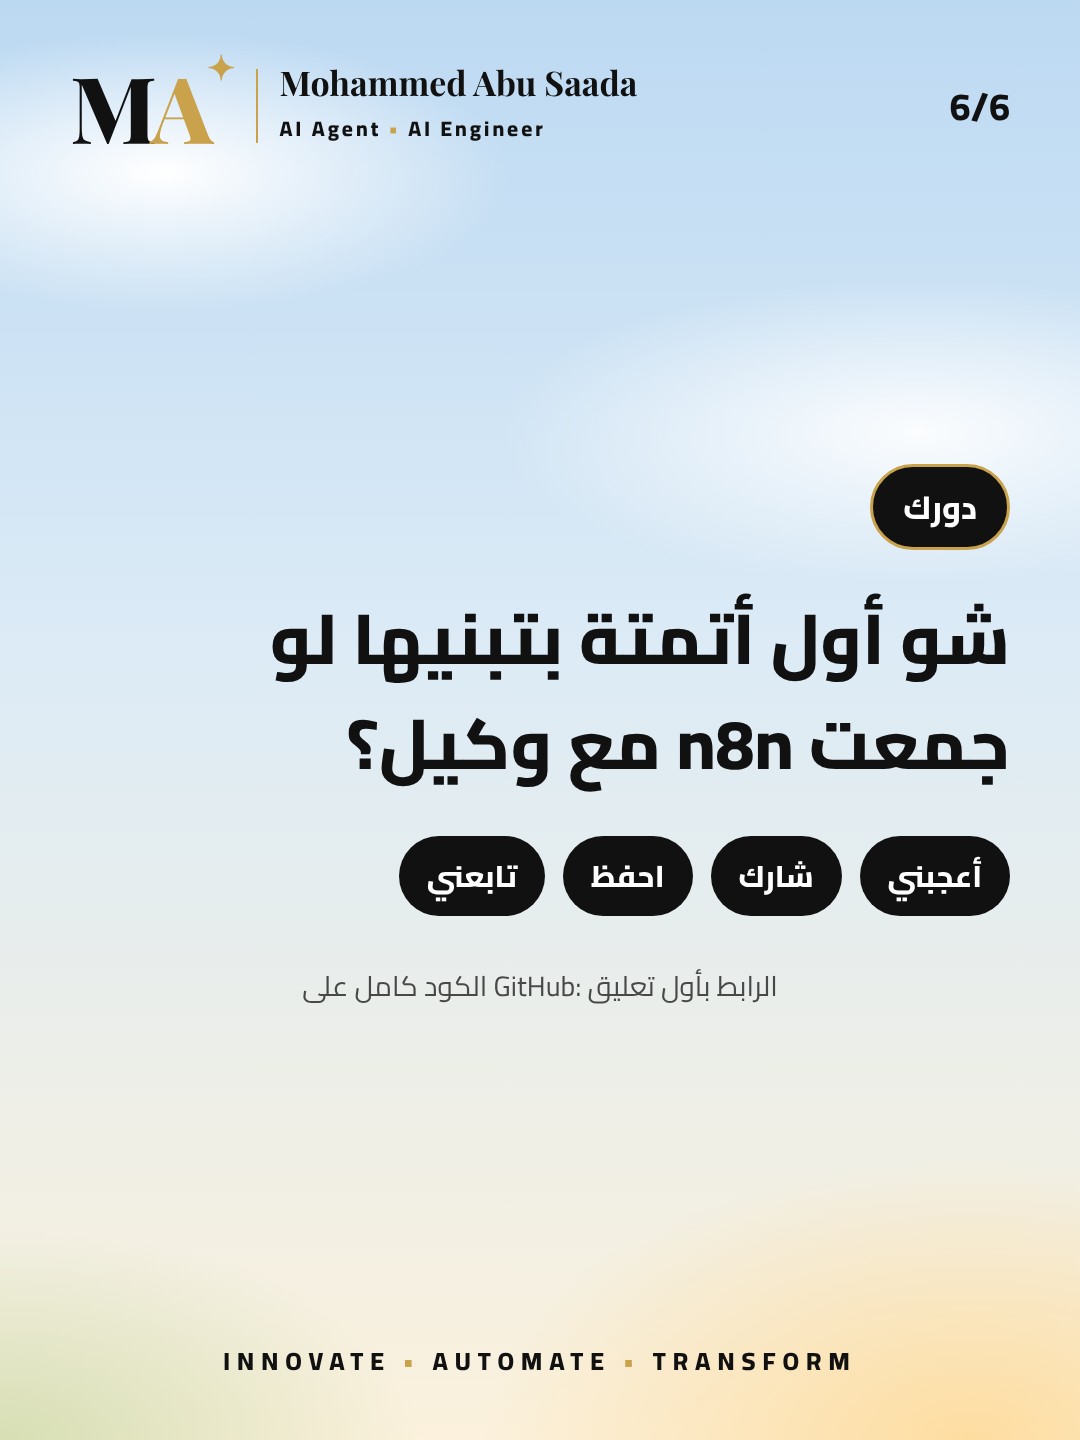 MA
Mohammed Abu Saada
AI Agent ▪ AI Engineer
6/6
دورك
شو أول أتمتة بتبنيها لو
جمعت n8n مع وكيل؟
أعجبني
شارك
احفظ
تابعني
الرابط بأول تعليق :GitHub الكود كامل على
INNOVATE ▪ AUTOMATE ▪ TRANSFORM